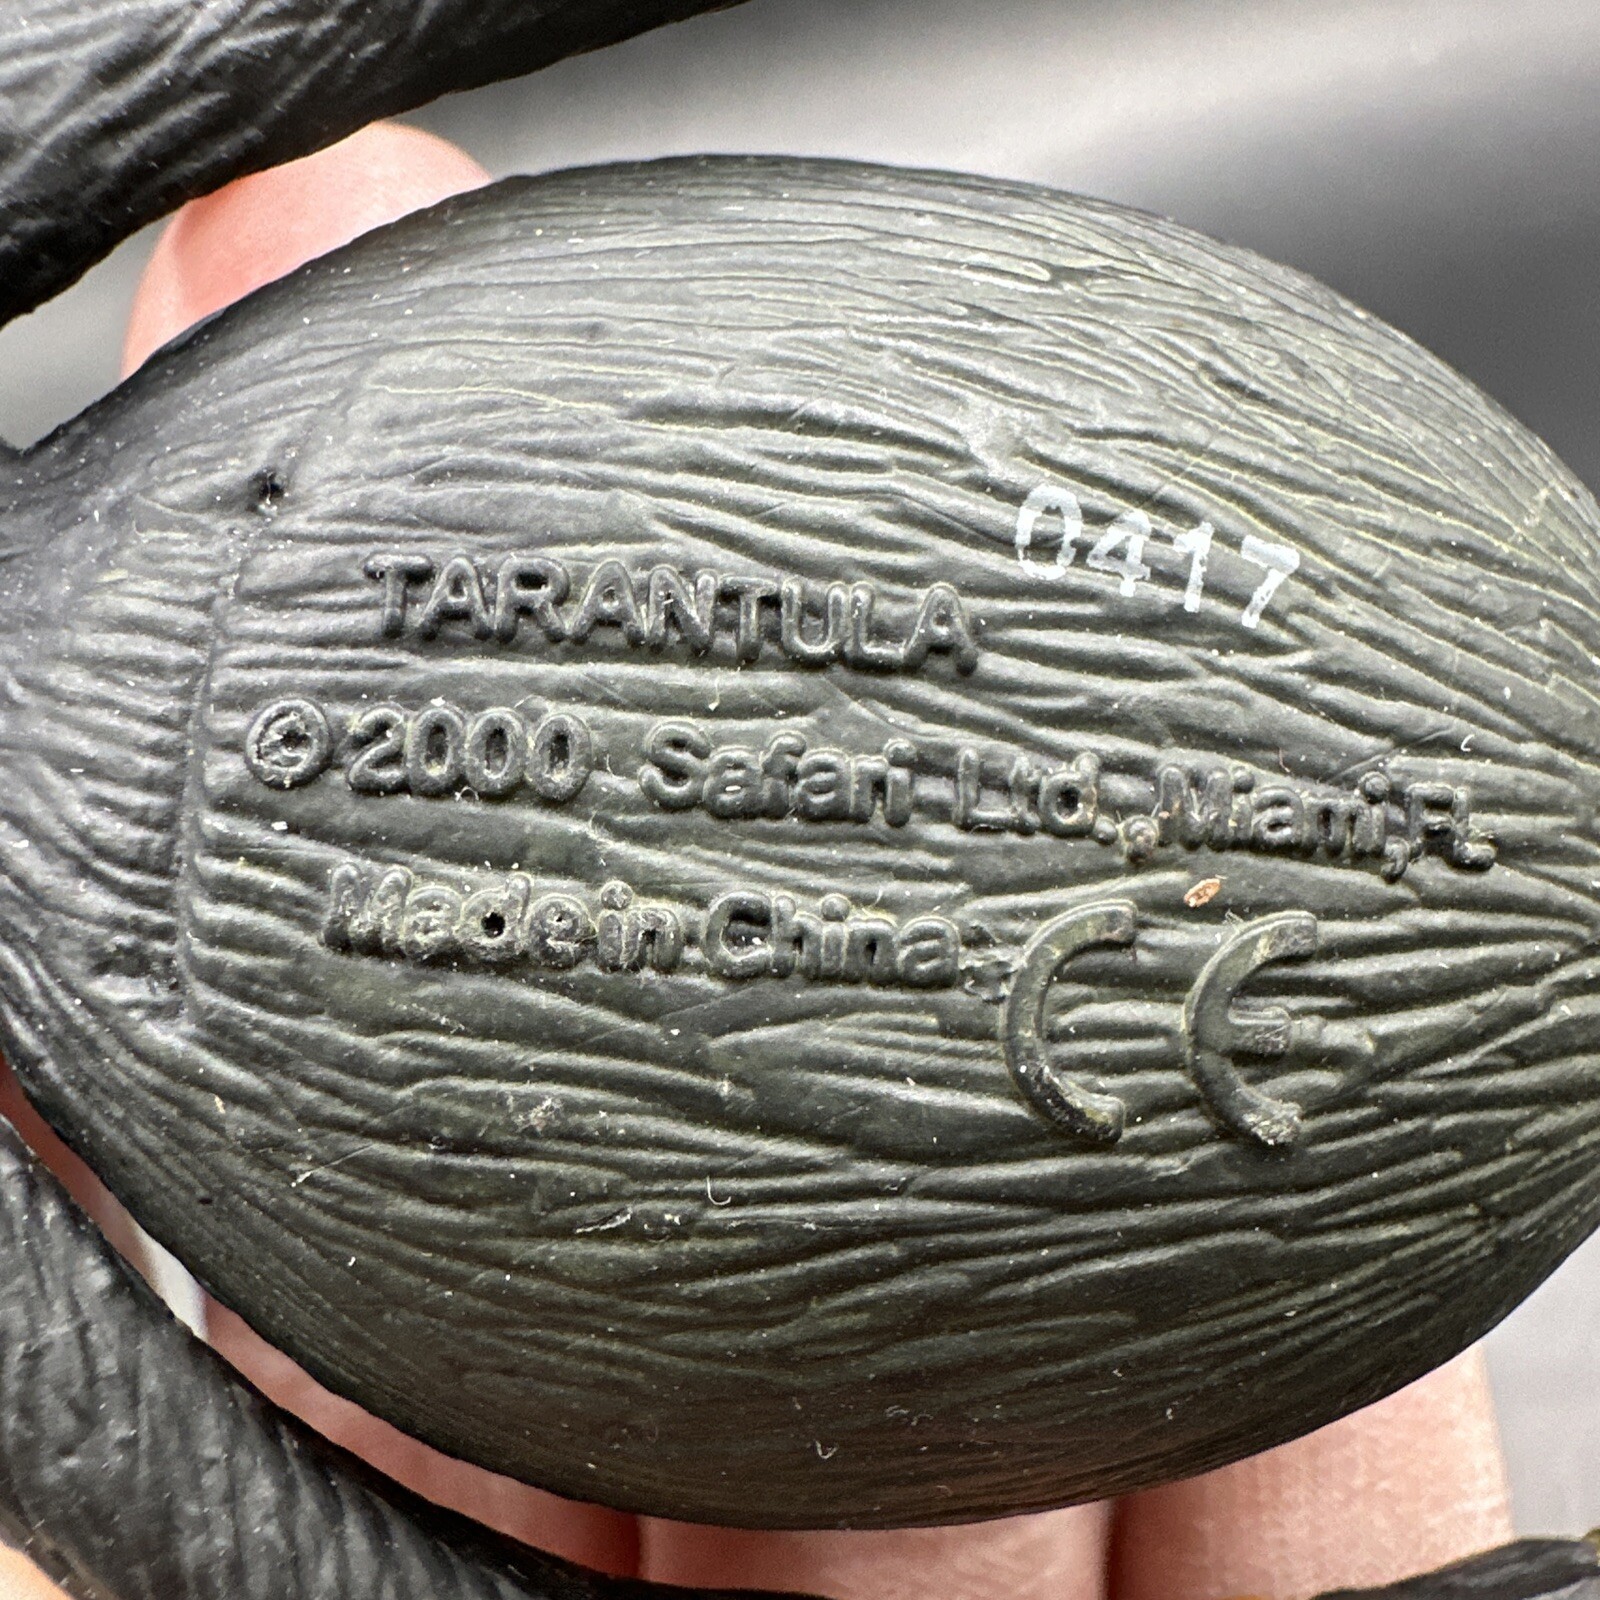 0417
TARANTULA
© 2000 Safari Ltd., Miami, FL
Made in China, CE